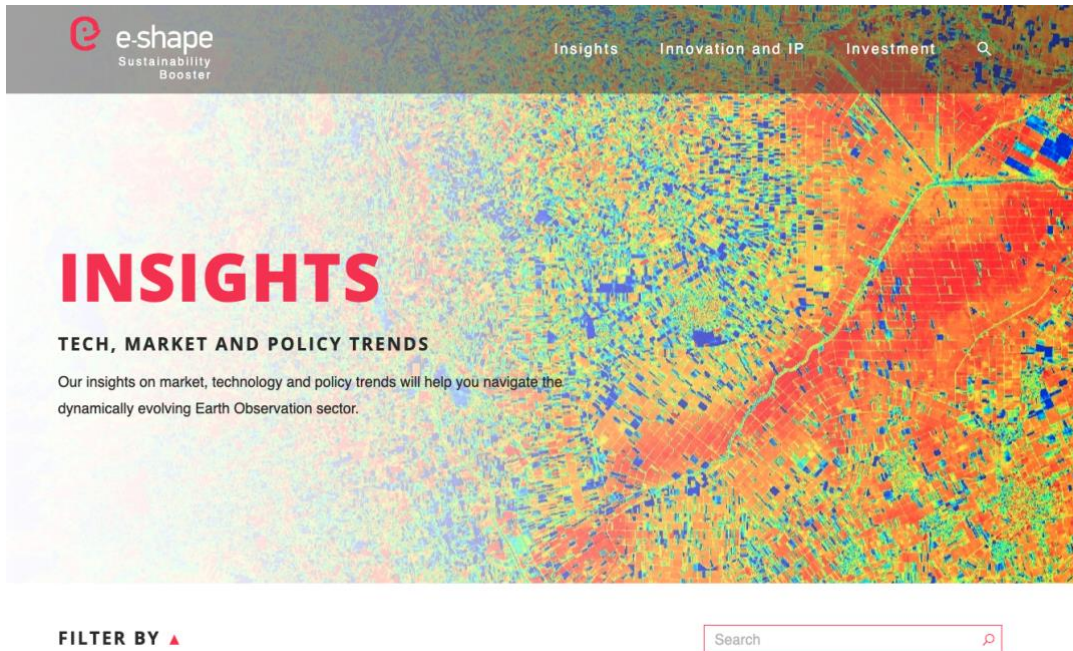 e-shape
Sustainability
Booster
Insights Innovation and IP Investment
INSIGHTS
TECH, MARKET AND POLICY TRENDS
Our insights on market, technology and policy trends will help you navigate the
dynamically evolving Earth Observation sector.
FILTER BY ▲
Search